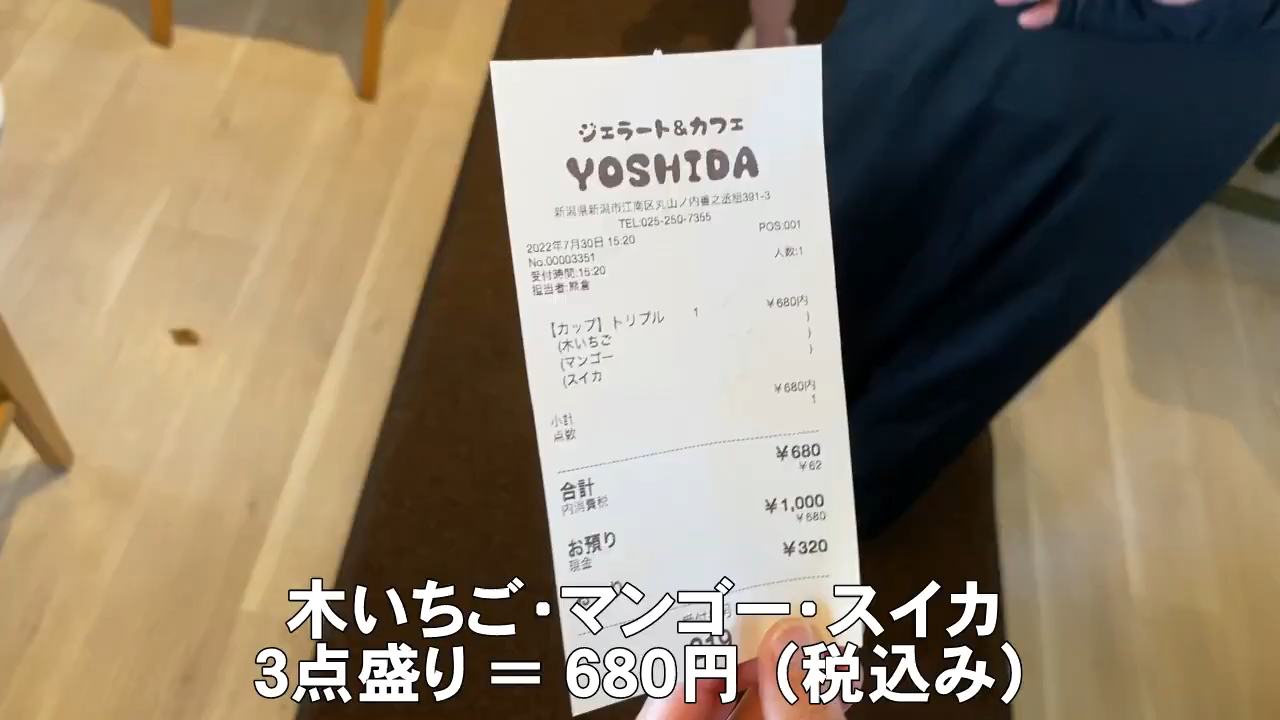 ジェラート&カフェ
YOSHIDA
新潟県新潟市江南区丸山ノ内善之丞組391-3
TEL:025-250-7355
2022年7月30日 15:20 POS:001
No.00003351
受付時間:15:20 人数:1
担当者:熊倉
【カップ】トリプル 1 ¥680内
(木いちご )
(マンゴー )
(スイカ )
小計 ¥680内
点数 1
合計 ¥680
内消費税 ¥62
お預り ¥1,000
現金 ¥680
¥320
木いちご・マンゴー・スイカ
3点盛り = 680円 (税込み)